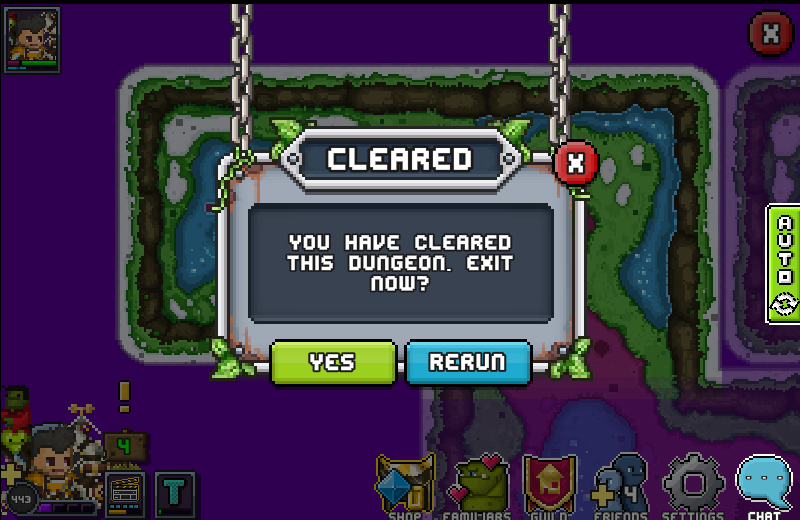 X
CLEARED
X
YOU HAVE CLEARED
THIS DUNGEON. EXIT
NOW?
AUTO
YES
RERUN
4
443
T
4
SHOP
FAMILIARS
GUILD
FRIENDS
SETTINGS
CHAT